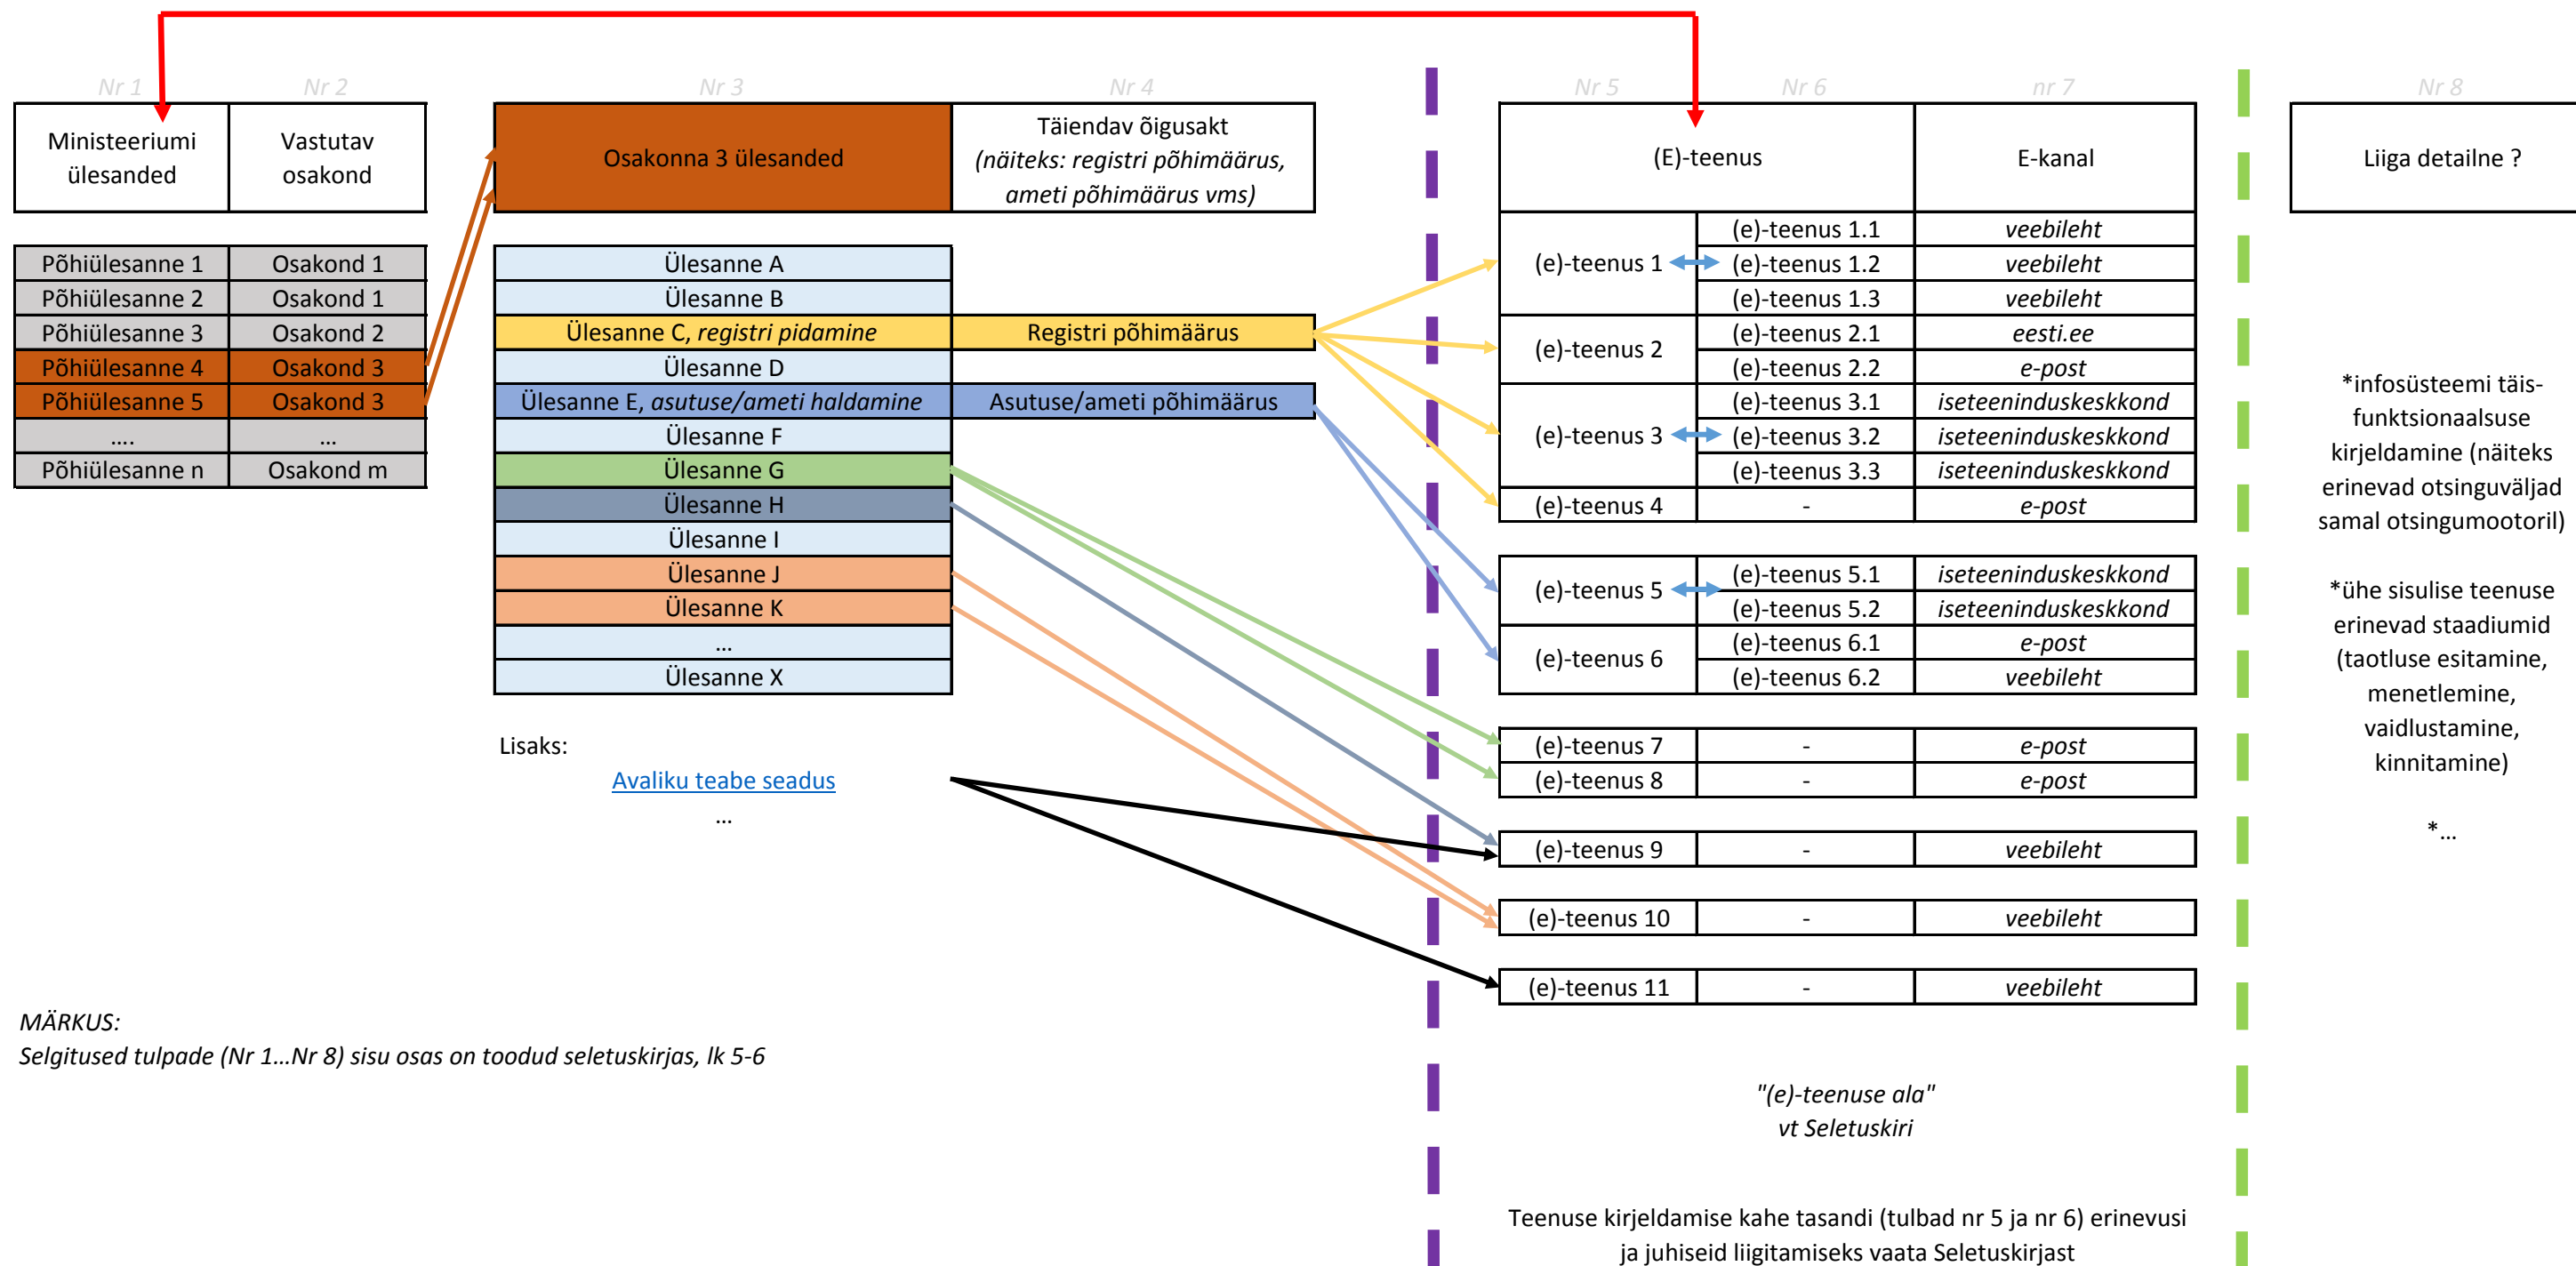 Nr 1
Nr 2
Nr 3
Nr 4
Nr 5
Nr 6
nr 7
Nr 8
Ministeeriumi
ülesanded
Vastutav
osakond
Osakonna 3 ülesanded
Täiendav õigusakt
(näiteks: registri põhimäärus,
ameti põhimäärus vms)
(E)-teenus
E-kanal
Liiga detailne ?
Põhiülesanne 1
Osakond 1
Põhiülesanne 2
Osakond 1
Põhiülesanne 3
Osakond 2
Põhiülesanne 4
Osakond 3
Põhiülesanne 5
Osakond 3
....
...
Põhiülesanne n
Osakond m
Ülesanne A
Ülesanne B
Ülesanne C, registri pidamine
Registri põhimäärus
Ülesanne D
Ülesanne E, asutuse/ameti haldamine
Asutuse/ameti põhimäärus
Ülesanne F
Ülesanne G
Ülesanne H
Ülesanne I
Ülesanne J
Ülesanne K
...
Ülesanne X
Lisaks:
Avaliku teabe seadus
...
(e)-teenus 1
(e)-teenus 1.1
veebileht
(e)-teenus 1.2
veebileht
(e)-teenus 1.3
veebileht
(e)-teenus 2
(e)-teenus 2.1
eesti.ee
(e)-teenus 2.2
e-post
(e)-teenus 3
(e)-teenus 3.1
iseteeninduskeskkond
(e)-teenus 3.2
iseteeninduskeskkond
(e)-teenus 3.3
iseteeninduskeskkond
(e)-teenus 4
-
e-post
(e)-teenus 5
(e)-teenus 5.1
iseteeninduskeskkond
(e)-teenus 5.2
iseteeninduskeskkond
(e)-teenus 6
(e)-teenus 6.1
e-post
(e)-teenus 6.2
veebileht
(e)-teenus 7
-
e-post
(e)-teenus 8
-
e-post
(e)-teenus 9
-
veebileht
(e)-teenus 10
-
veebileht
(e)-teenus 11
-
veebileht
*infosüsteemi täis-
funktsionaalsuse
kirjeldamine (näiteks
erinevad otsinguväljad
samal otsingumootoril)
*ühe sisulise teenuse
erinevad staadiumid
(taotluse esitamine,
menetlemine,
vaidlustamine,
kinnitamine)
*...
MÄRKUS:
Selgitused tulpade (Nr 1...Nr 8) sisu osas on toodud seletuskirjas, lk 5-6
"(e)-teenuse ala"
vt Seletuskiri
Teenuse kirjeldamise kahe tasandi (tulbad nr 5 ja nr 6) erinevusi
ja juhiseid liigitamiseks vaata Seletuskirjast